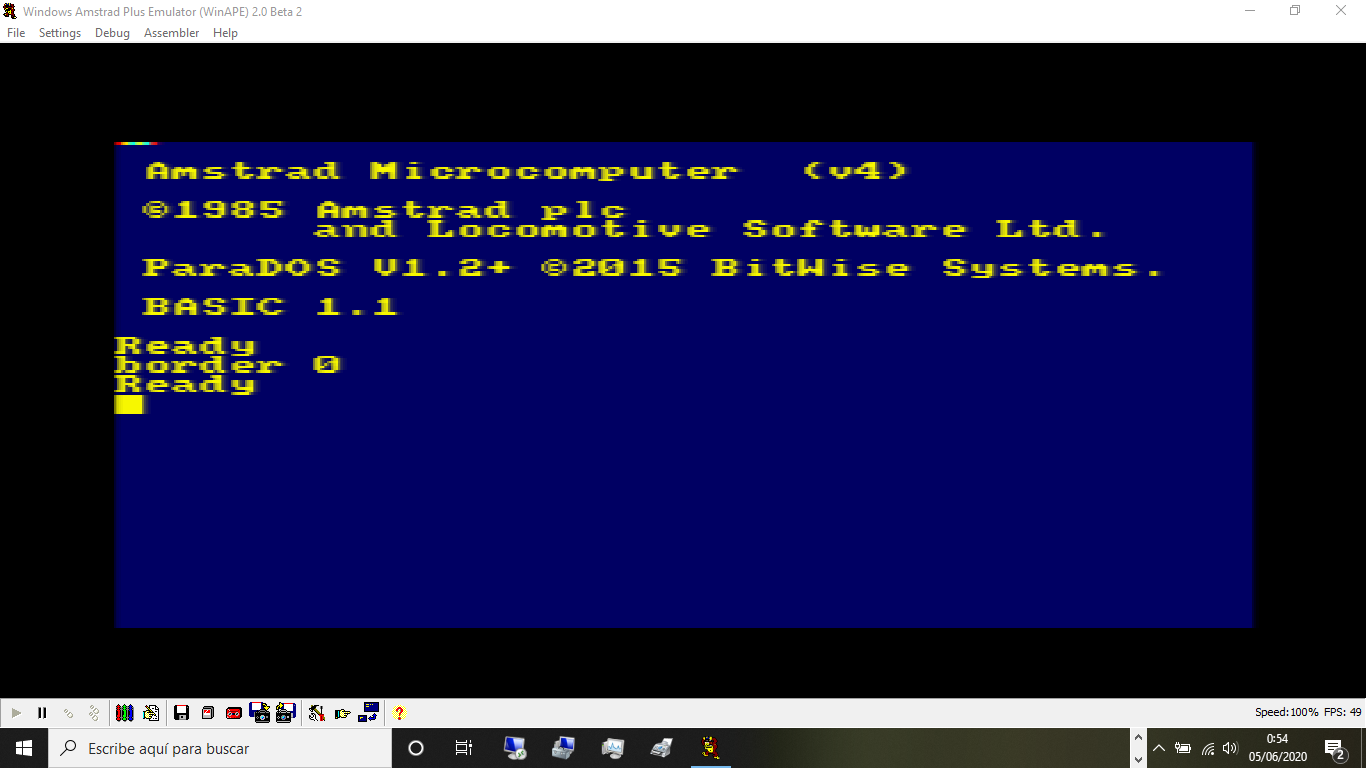 Windows Amstrad Plus Emulator (WinAPE) 2.0 Beta 2
File Settings Debug Assembler Help
Amstrad Microcomputer (v4)
©1985 Amstrad plc
and Locomotive Software Ltd.
ParaDOS V1.2+ ©2015 BitWise Systems.
BASIC 1.1
Ready
border 0
Ready
Speed:100% FPS: 49
Escribe aquí para buscar
0:54
05/06/2020
2